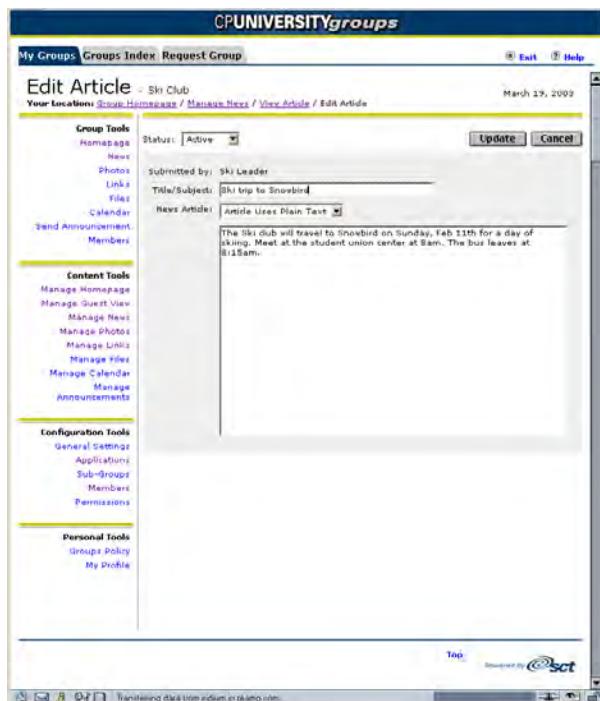 CPUNIVERSITYgroups
My Groups Groups Index Request Group
Exit Help
Edit Article - Ski Club
March 19, 2003
Your Location: Group Homepage / Manage News / View Article / Edit Article
Group Tools
Homepage
News
Photos
Links
Files
Calendar
Send Announcement
Members
Status: Active
Update Cancel
Submitted by: Ski Leader
Title/Subject: Ski trip to Snowbird
News Article: Article Uses Plain Text
The Ski club will travel to Snowbird on Sunday, Feb 11th for a day of
skiing. Meet at the student union center at 8am. The bus leaves at
8:15am.
Content Tools
Manage Homepage
Manage Guest View
Manage News
Manage Photos
Manage Links
Manage Files
Manage Calendar
Manage
Announcements
Configuration Tools
General Settings
Applications
Sub-Groups
Members
Permissions
Personal Tools
Groups Policy
My Profile
Top
Powered by sct
Transferring data from